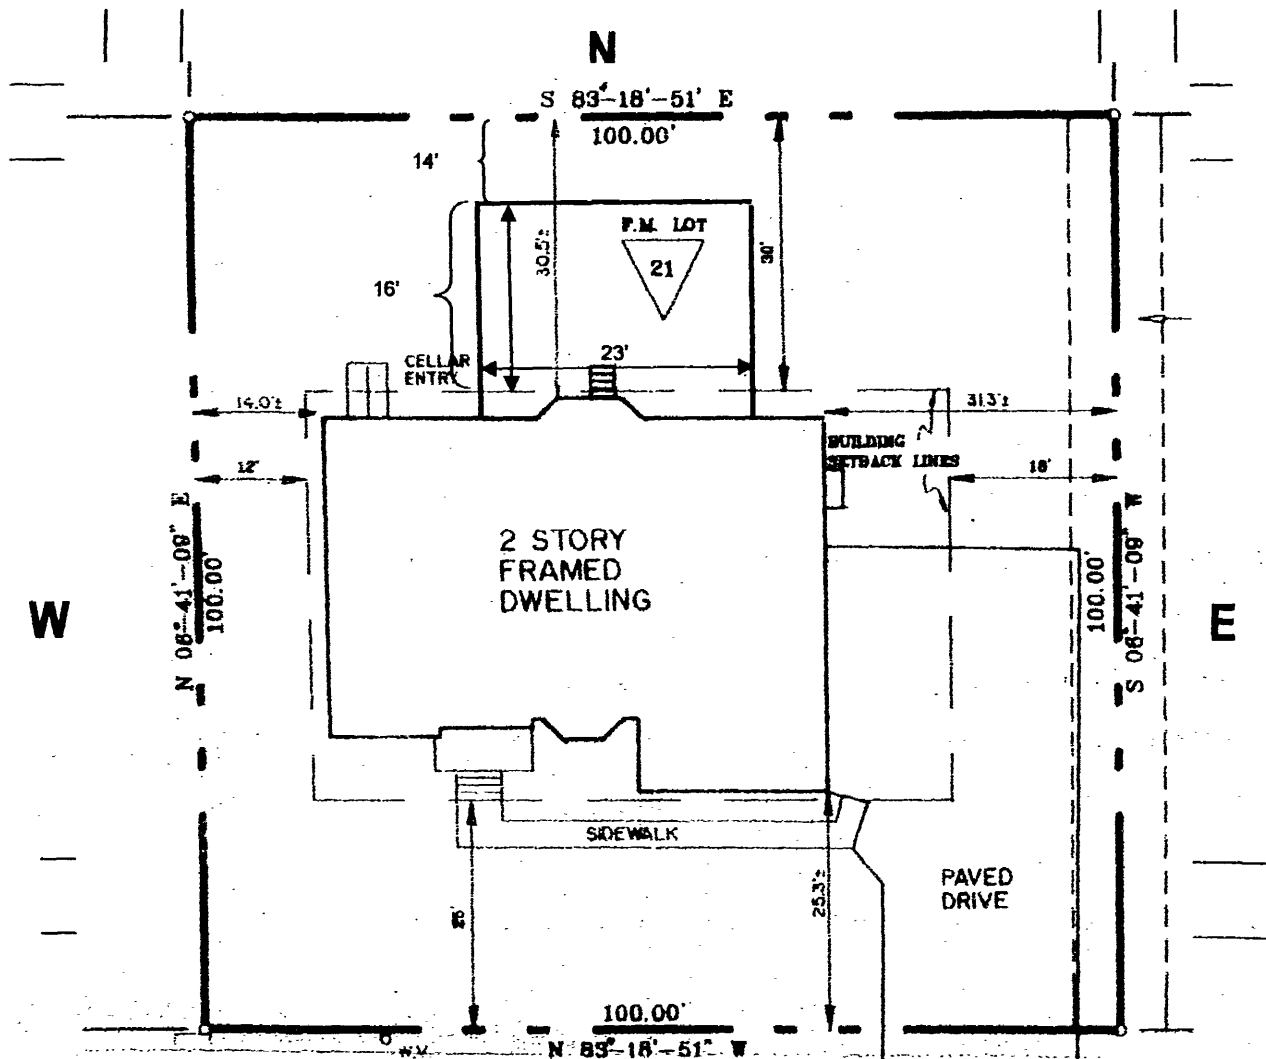 N
S 83°-18'-51' E
100.00'
14'
F.M. LOT
21
30.5'±
30'
16'
CELLAR
ENTRY
23'
14.0'±
31.3'±
BUILDING
SETBACK LINES
12'
18'
2 STORY
FRAMED
DWELLING
W
N 06°-41'-09" E
100.00'
100.00'
S 06°-41'-09" W
E
SIDEWALK
25'
25.3'±
PAVED
DRIVE
100.00'
N 83°-18'-51" W
W.V.